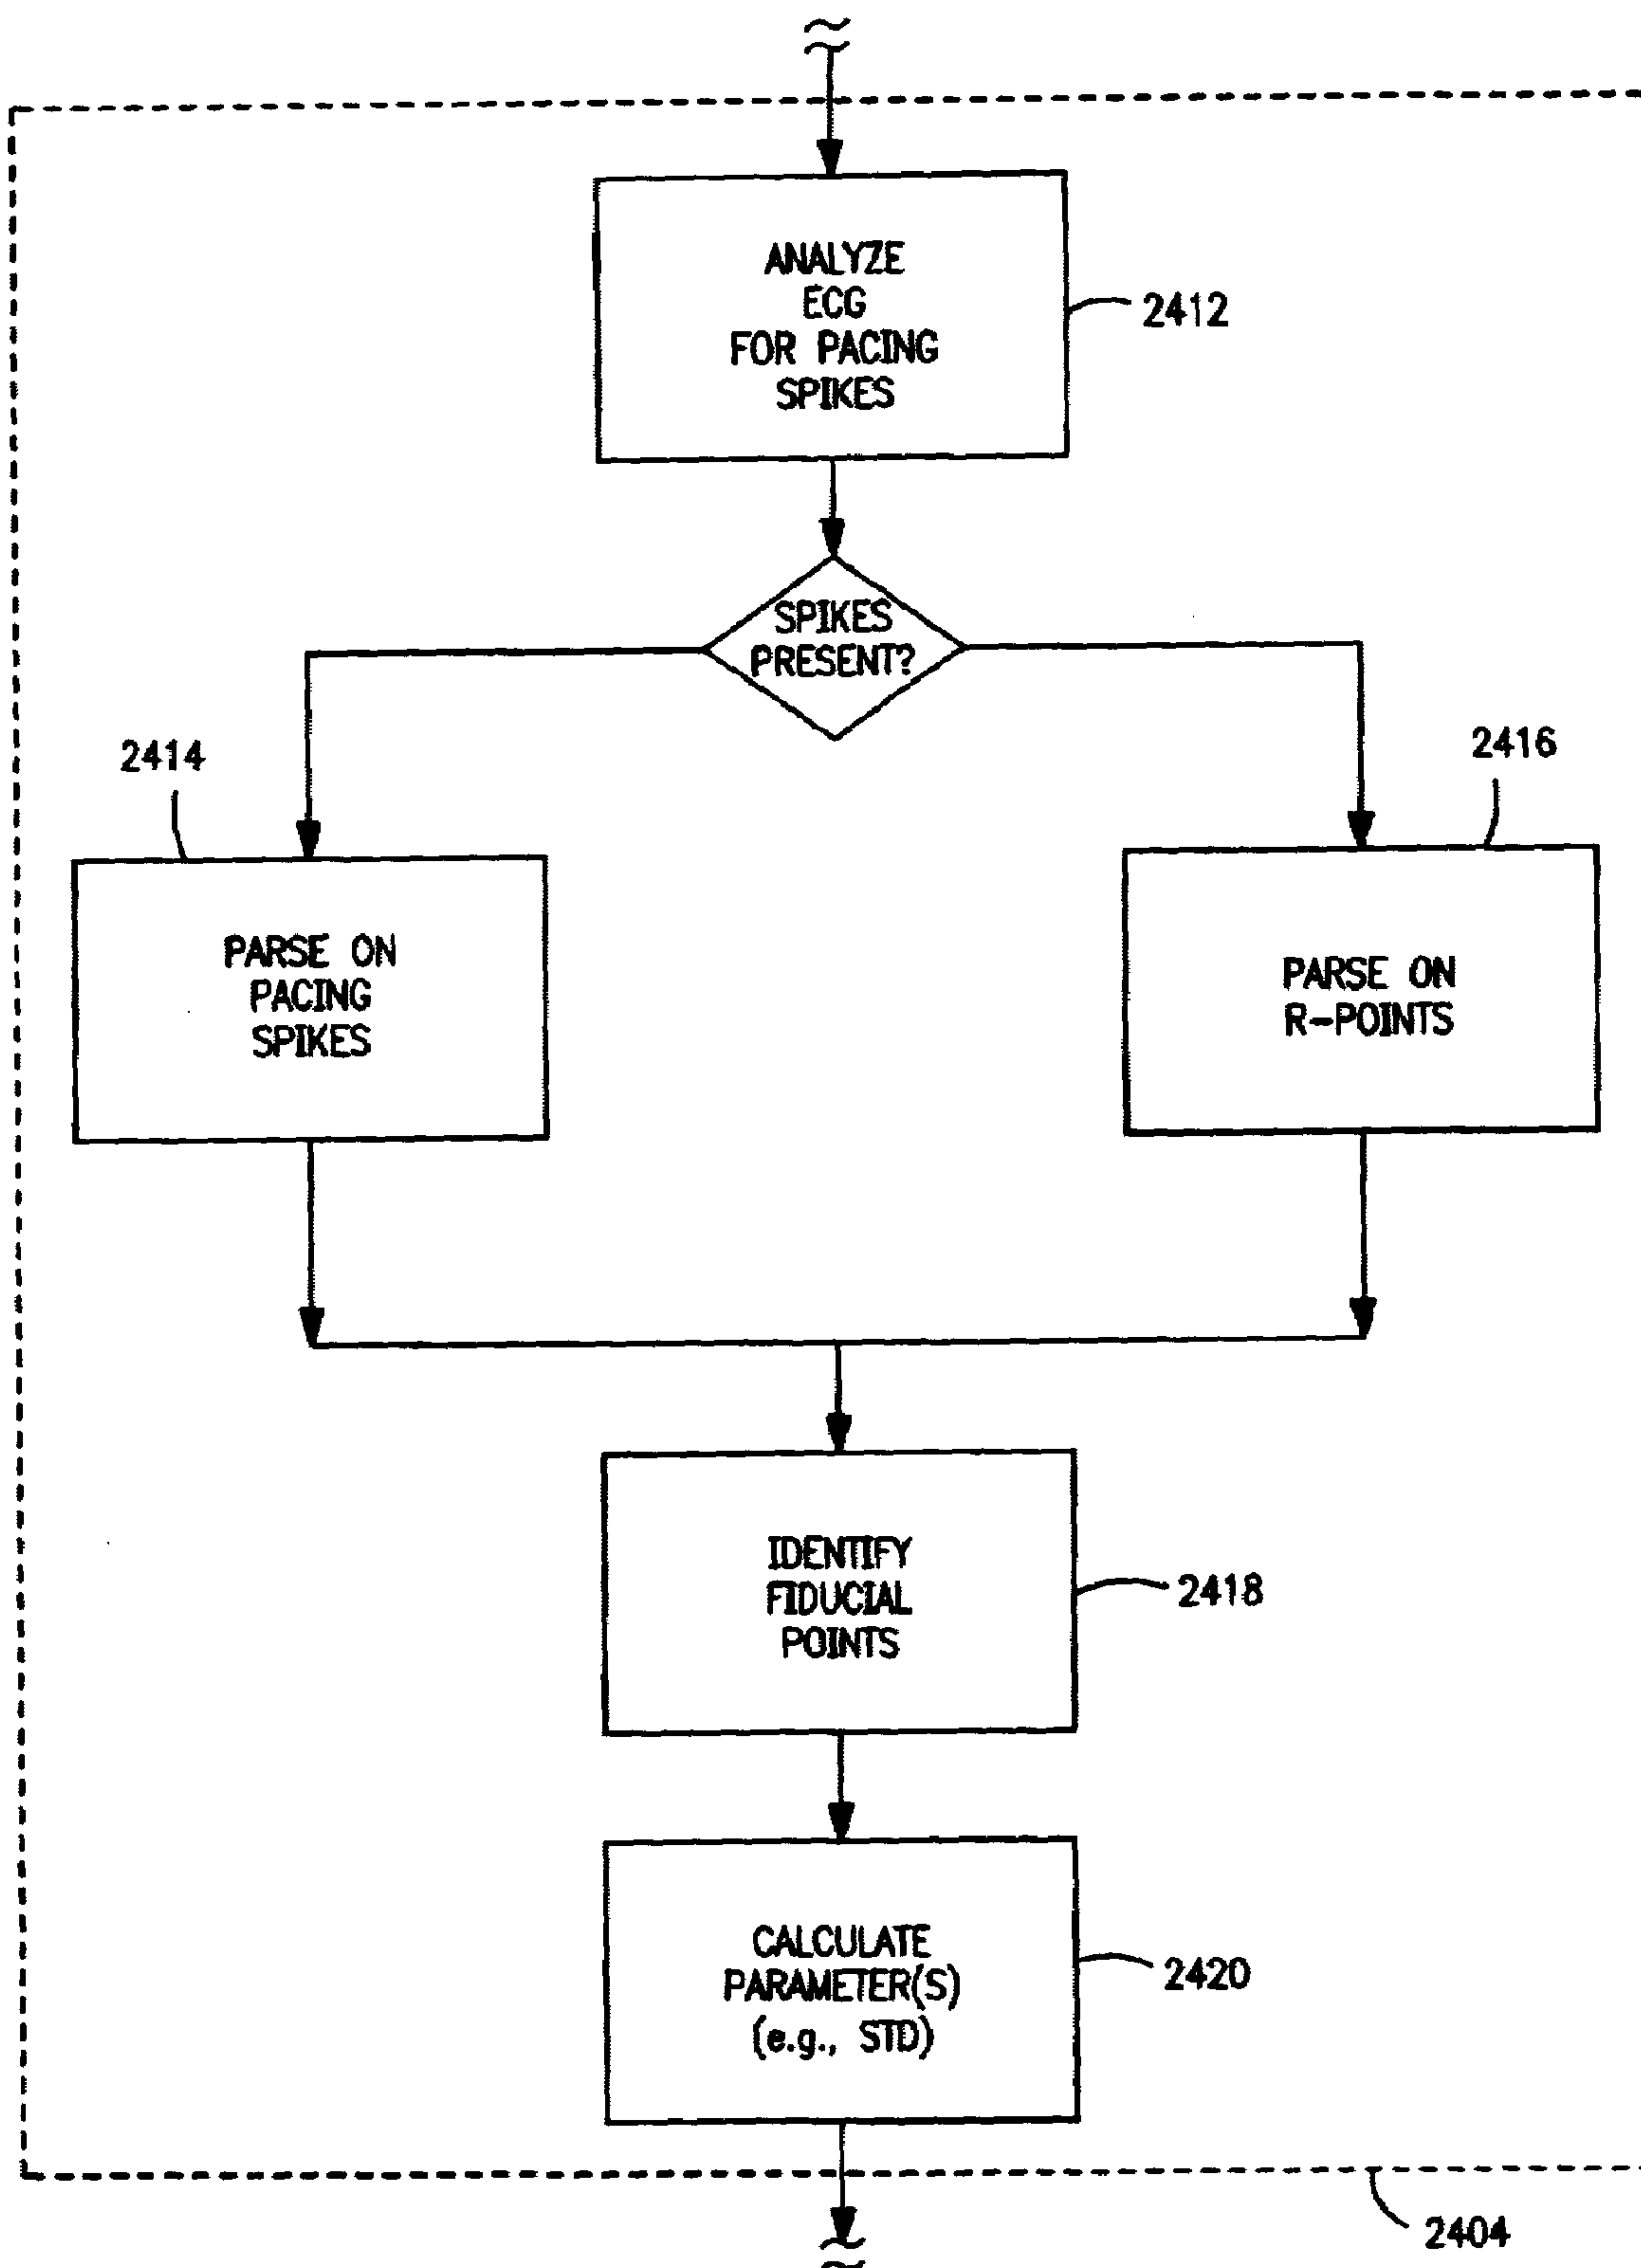 ANALYZE
ECG
FOR PACING
SPIKES
2412
SPIKES
PRESENT?
2414
2416
PARSE ON
PACING
SPIKES
PARSE ON
R-POINTS
IDENTIFY
FIDUCIAL
POINTS
2418
CALCULATE
PARAMETER(S)
(e.g., STD)
2420
2404